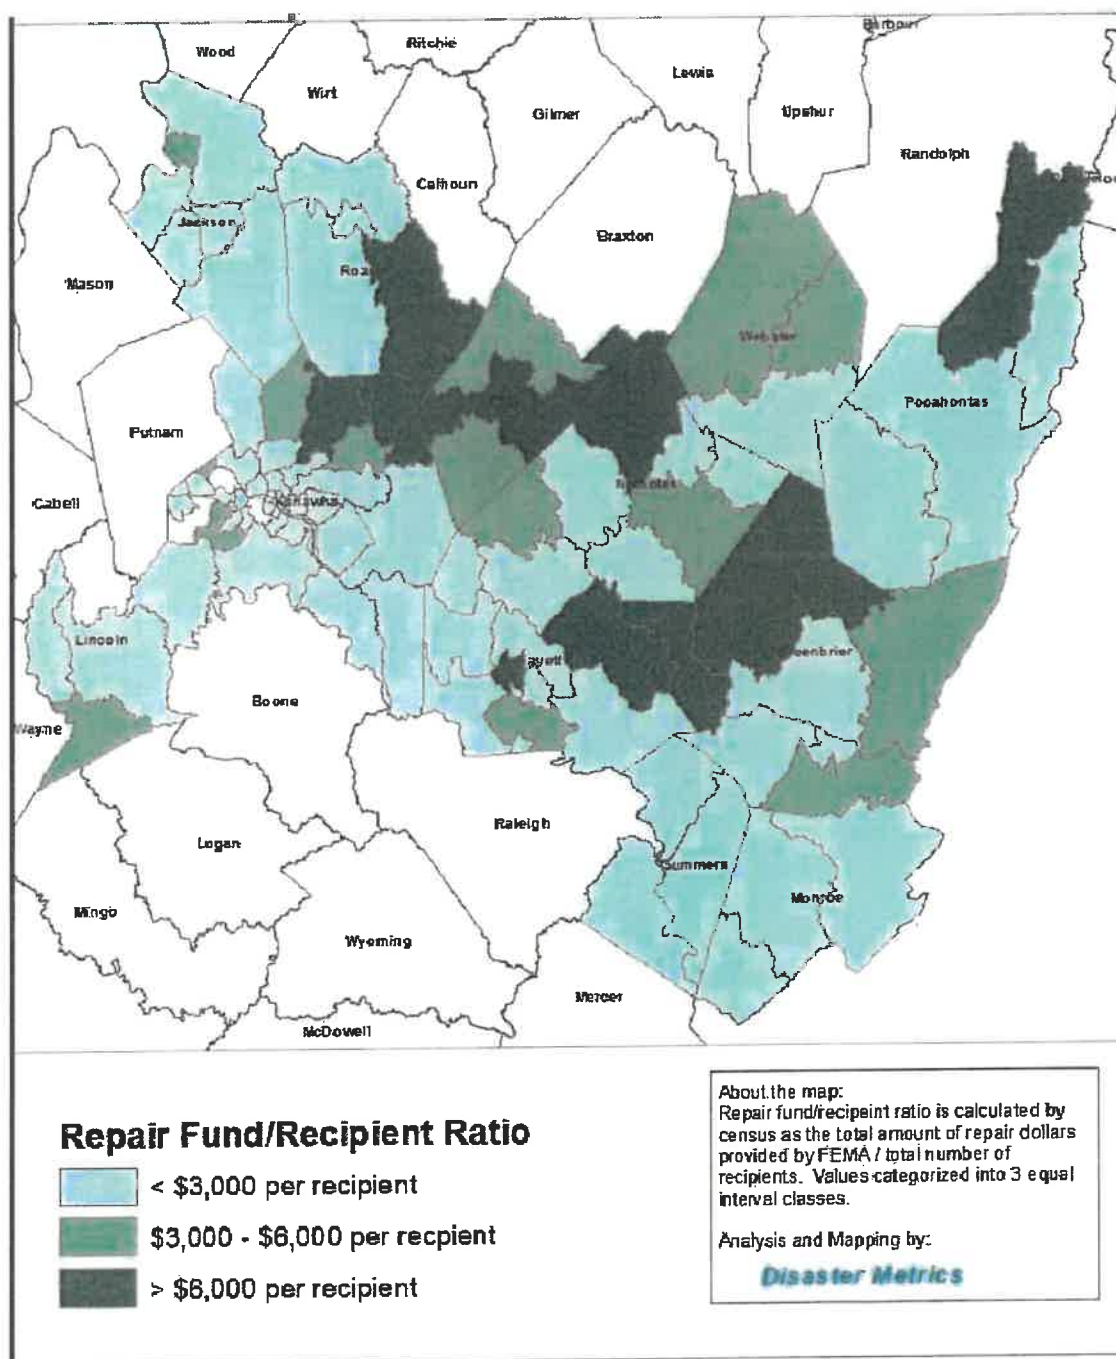 Barbour
Ritchie
Wood
Lewis
Wirt
Upshur
Gilmer
Randolph
Calhoun
Jackson
Braxton
Mason
Webster
Pocahontas
Putnam
Cabell
Kanawha
Lincoln
Boone
Wayne
Raleigh
Logan
Summers
Monroe
Mingo
Wyoming
Mercer
McDowell
Repair Fund/Recipient Ratio
< $3,000 per recipient
$3,000 - $6,000 per recpient
> $6,000 per recipient
About the map:
Repair fund/recipeint ratio is calculated by
census as the total amount of repair dollars
provided by FEMA / total number of
recipients. Values categorized into 3 equal
interval classes.
Analysis and Mapping by:
Disaster Metrics